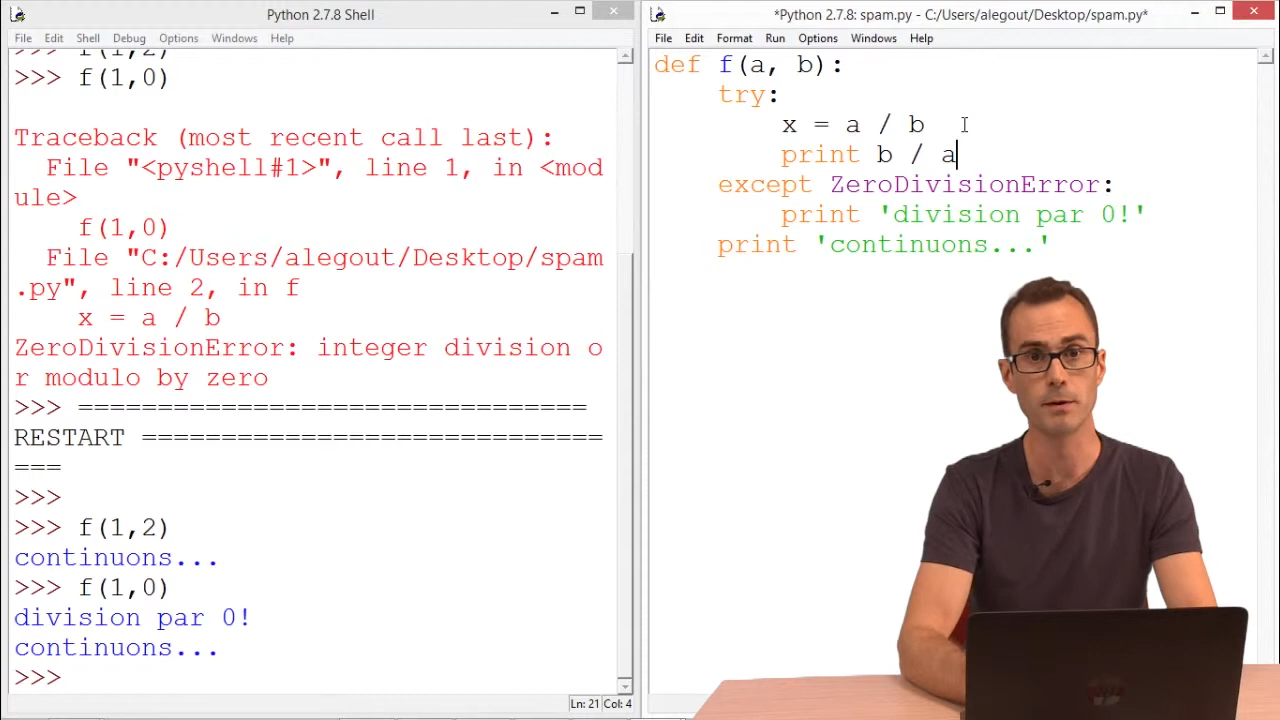 Python 2.7.8 Shell
File Edit Shell Debug Options Windows Help
>>> f(1,2)
>>> f(1,0)
Traceback (most recent call last):
File "<pyshell#1>", line 1, in <mod
ule>
f(1,0)
File "C:/Users/alegout/Desktop/spam
.py", line 2, in f
x = a / b
ZeroDivisionError: integer division o
r modulo by zero
>>> ================================
RESTART =============================
===
>>>
>>> f(1,2)
continuons...
>>> f(1,0)
division par 0!
continuons...
>>>
Ln: 21 Col: 4
*Python 2.7.8: spam.py - C:/Users/alegout/Desktop/spam.py*
File Edit Format Run Options Windows Help
def f(a, b):
try:
x = a / b
print b / a
except ZeroDivisionError:
print 'division par 0!'
print 'continuons...'